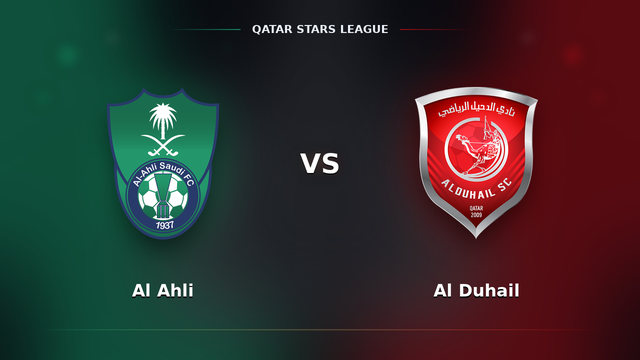 QATAR STARS LEAGUE
Al-Ahli Saudi FC
1937
VS
نادي الدحيل الرياضي
ALDUHAIL SC
QATAR
2009
Al Ahli
Al Duhail